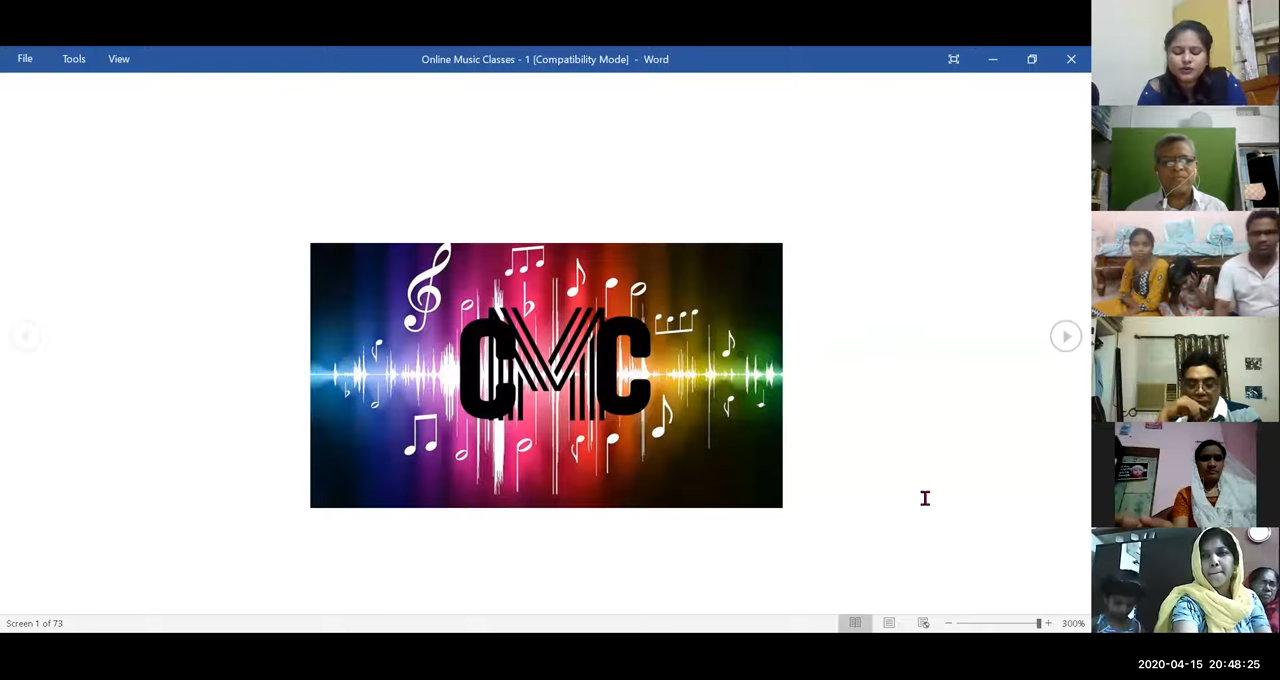 File Tools View Online Music Classes - 1 [Compatibility Mode] - Word
CMC
Screen 1 of 73 300%
2020-04-15 20:48:25